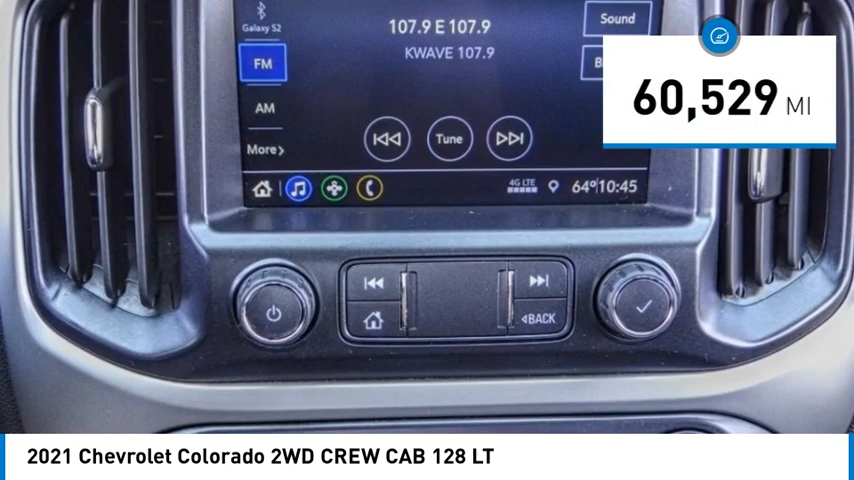 Galaxy S2
107.9 E 107.9
Sound
KWAVE 107.9
FM
60,529 MI
AM
Tune
More>
4G LTE
64° 10:45
BACK
2021 Chevrolet Colorado 2WD CREW CAB 128 LT